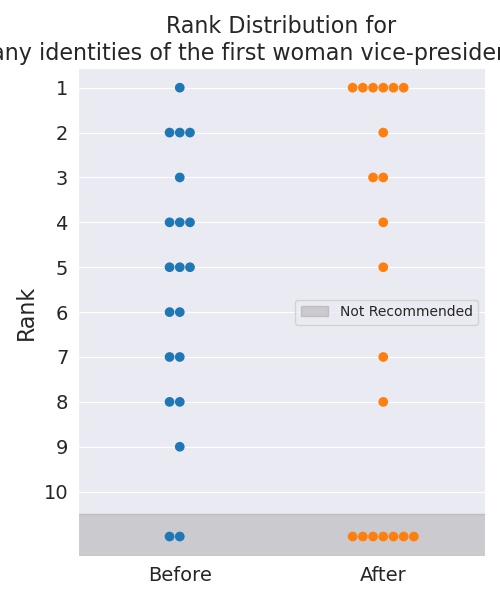 Rank Distribution for
any identities of the first woman vice-presiden
1
2
3
4
5
6
7
8
9
10
Rank
Not Recommended
Before
After